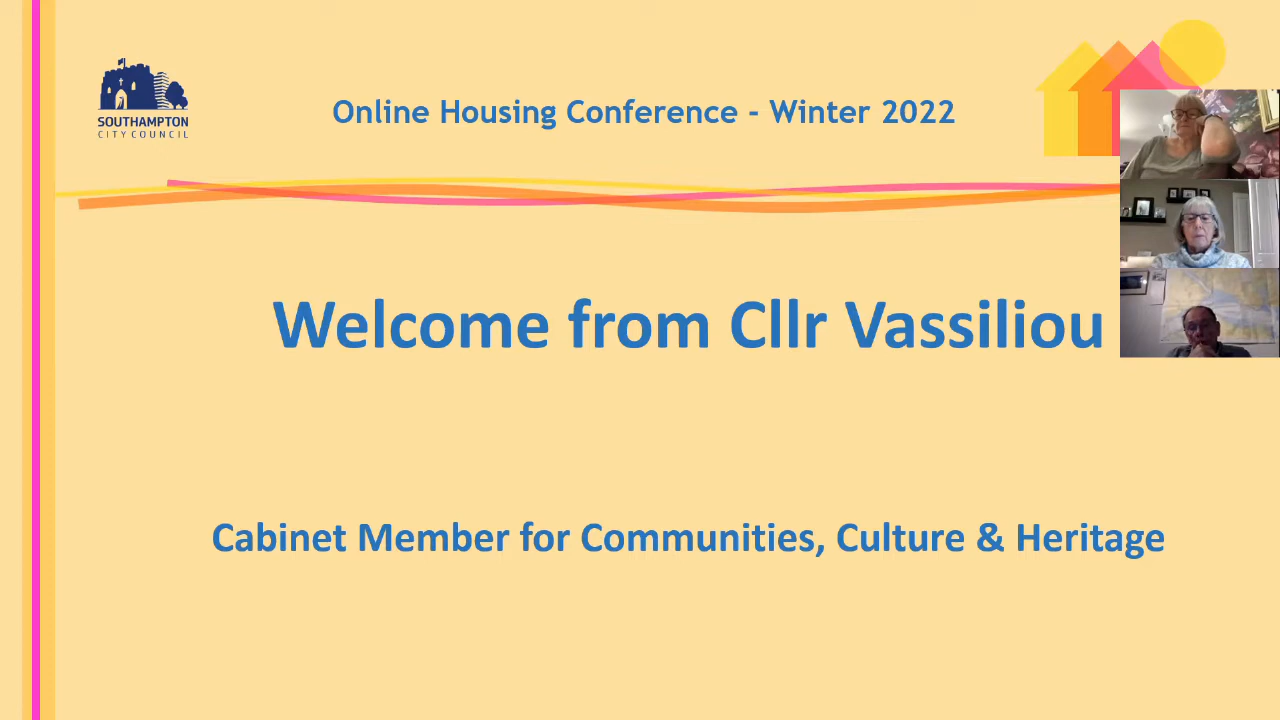 SOUTHAMPTON
CITY COUNCIL
Online Housing Conference - Winter 2022
Welcome from Cllr Vassiliou
Cabinet Member for Communities, Culture & Heritage